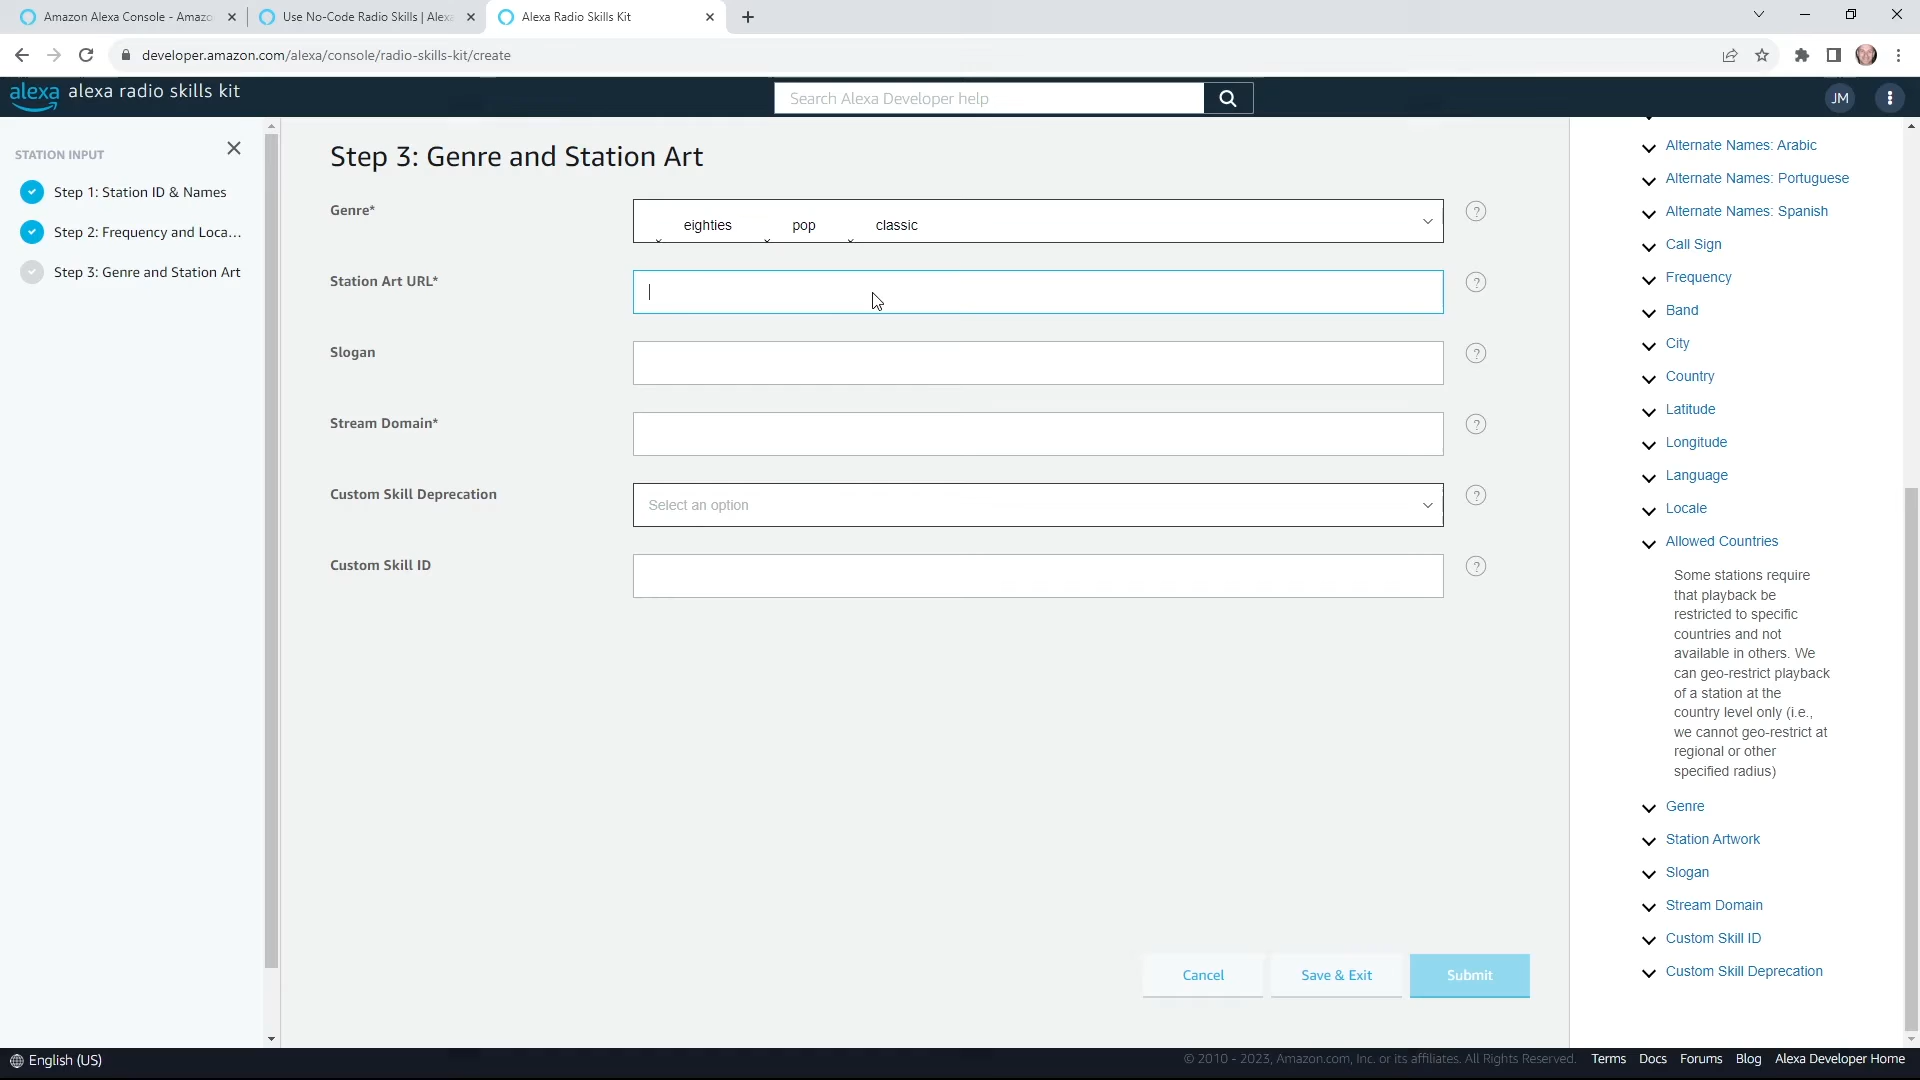 Amazon Alexa Console - Amazo
Use No-Code Radio Skills | Alexa
Alexa Radio Skills Kit
developer.amazon.com/alexa/console/radio-skills-kit/create
alexa alexa radio skills kit
Search Alexa Developer help
JM
STATION INPUT
Step 1: Station ID & Names
Step 2: Frequency and Loca...
Step 3: Genre and Station Art
Step 3: Genre and Station Art
Genre*
eighties pop classic
?
Station Art URL*
?
Slogan
?
Stream Domain*
?
Custom Skill Deprecation
Select an option
?
Custom Skill ID
?
Cancel
Save & Exit
Submit
Alternate Names: Arabic
Alternate Names: Portuguese
Alternate Names: Spanish
Call Sign
Frequency
Band
City
Country
Latitude
Longitude
Language
Locale
Allowed Countries
Some stations require
that playback be
restricted to specific
countries and not
available in others. We
can geo-restrict playback
of a station at the
country level only (i.e.,
we cannot geo-restrict at
regional or other
specified radius)
Genre
Station Artwork
Slogan
Stream Domain
Custom Skill ID
Custom Skill Deprecation
English (US)
© 2010 - 2023, Amazon.com, Inc. or its affiliates. All Rights Reserved.
Terms Docs Forums Blog Alexa Developer Home